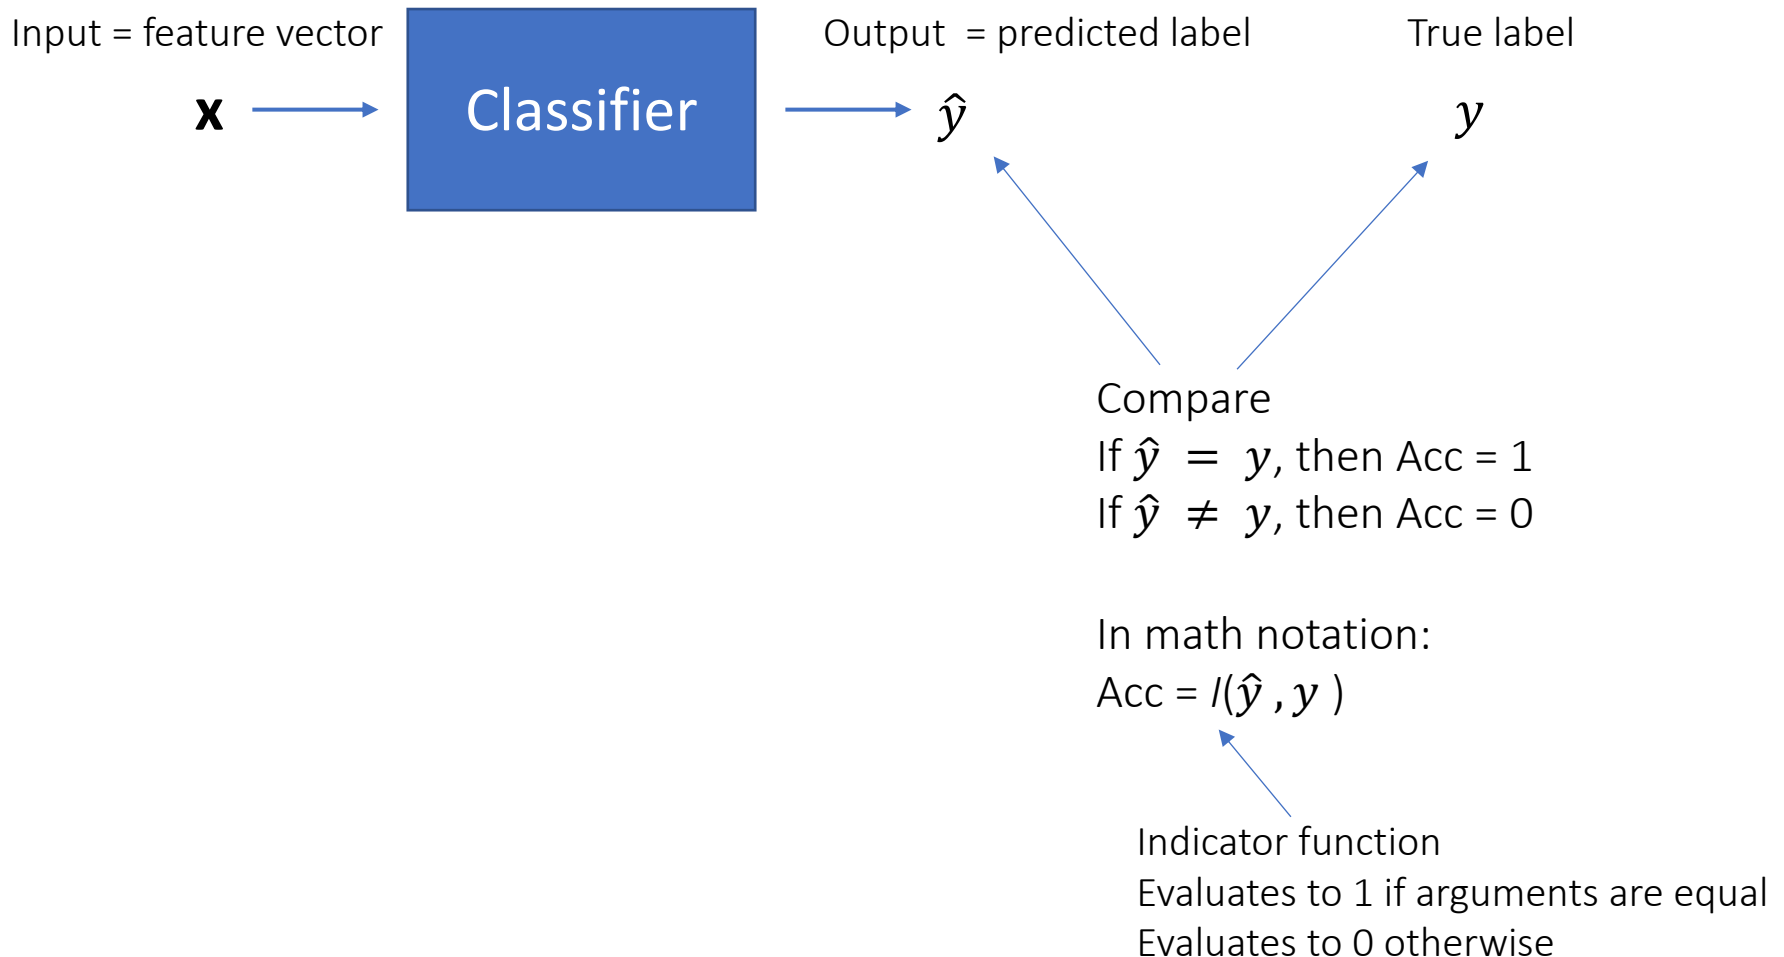 Input = feature vector
Output = predicted label
True label
x
Classifier
ŷ
y
Compare
If ŷ = y, then Acc = 1
If ŷ ≠ y, then Acc = 0
In math notation:
Acc = I(ŷ , y )
Indicator function
Evaluates to 1 if arguments are equal
Evaluates to 0 otherwise